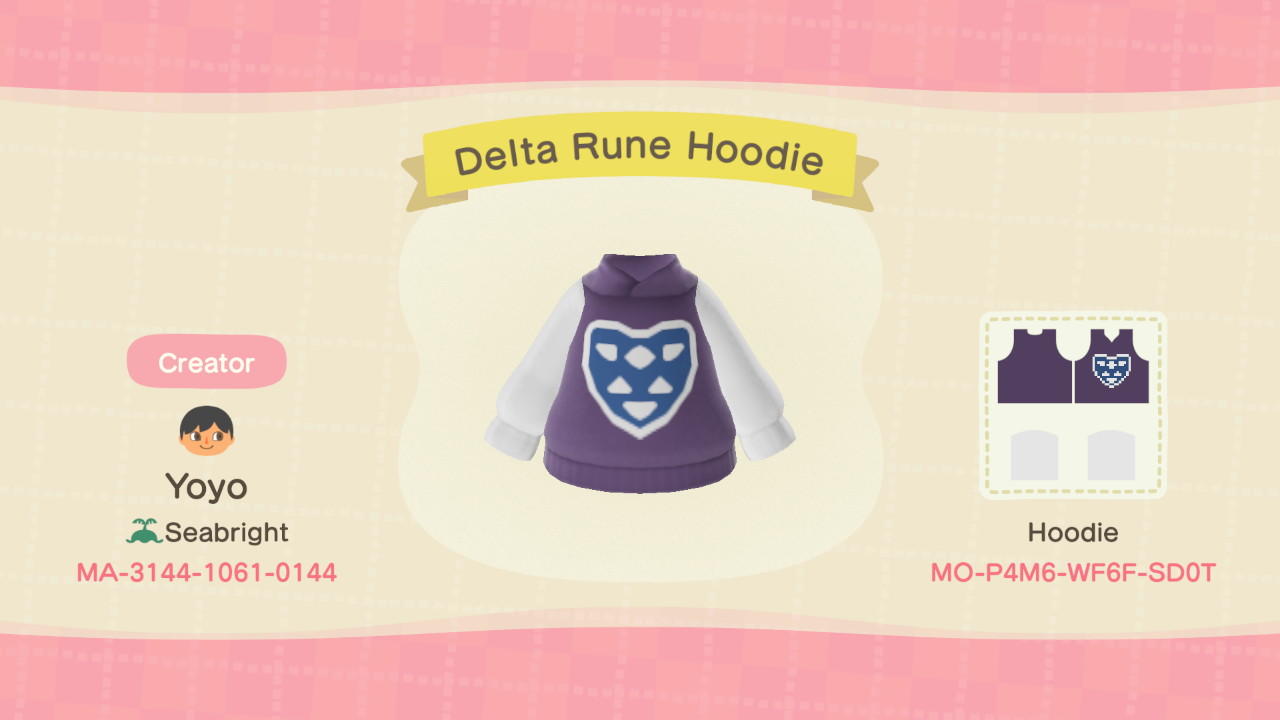 Delta Rune Hoodie
Creator
Yoyo
Seabright
MA-3144-1061-0144
Hoodie
MO-P4M6-WF6F-SD0T